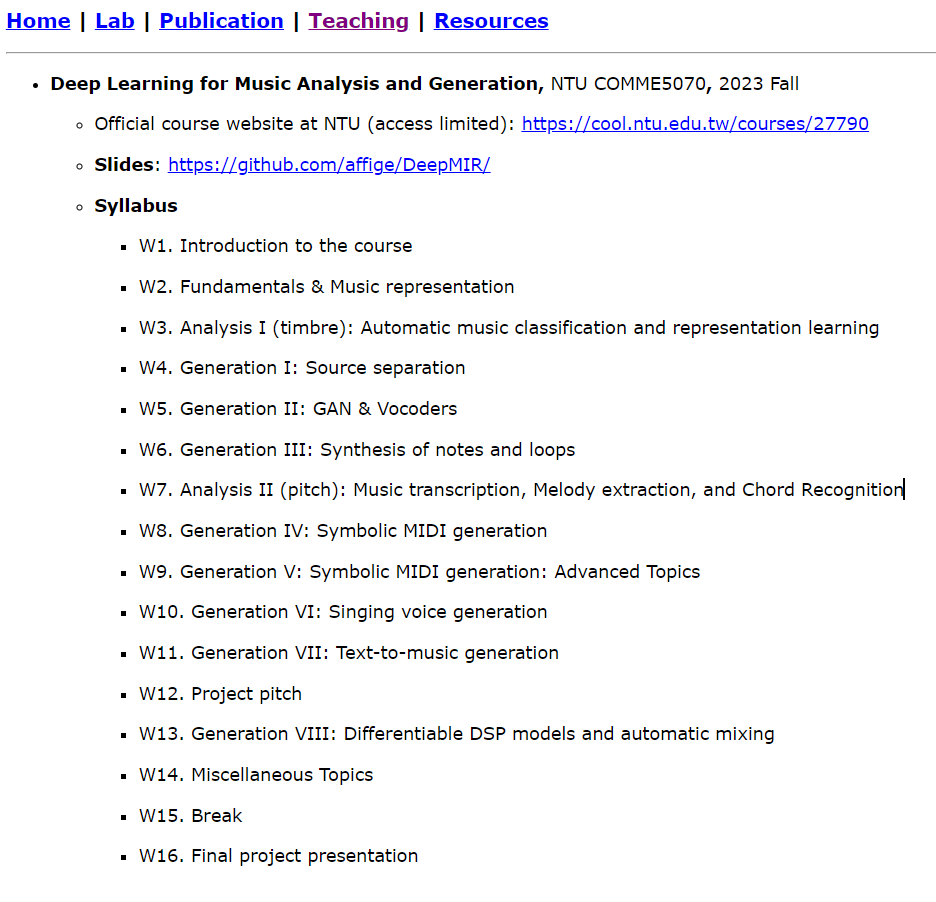 Home | Lab | Publication | Teaching | Resources
Deep Learning for Music Analysis and Generation, NTU COMME5070, 2023 Fall
Official course website at NTU (access limited): https://cool.ntu.edu.tw/courses/27790
Slides: https://github.com/affige/DeepMIR/
Syllabus
W1. Introduction to the course
W2. Fundamentals & Music representation
W3. Analysis I (timbre): Automatic music classification and representation learning
W4. Generation I: Source separation
W5. Generation II: GAN & Vocoders
W6. Generation III: Synthesis of notes and loops
W7. Analysis II (pitch): Music transcription, Melody extraction, and Chord Recognition
W8. Generation IV: Symbolic MIDI generation
W9. Generation V: Symbolic MIDI generation: Advanced Topics
W10. Generation VI: Singing voice generation
W11. Generation VII: Text-to-music generation
W12. Project pitch
W13. Generation VIII: Differentiable DSP models and automatic mixing
W14. Miscellaneous Topics
W15. Break
W16. Final project presentation